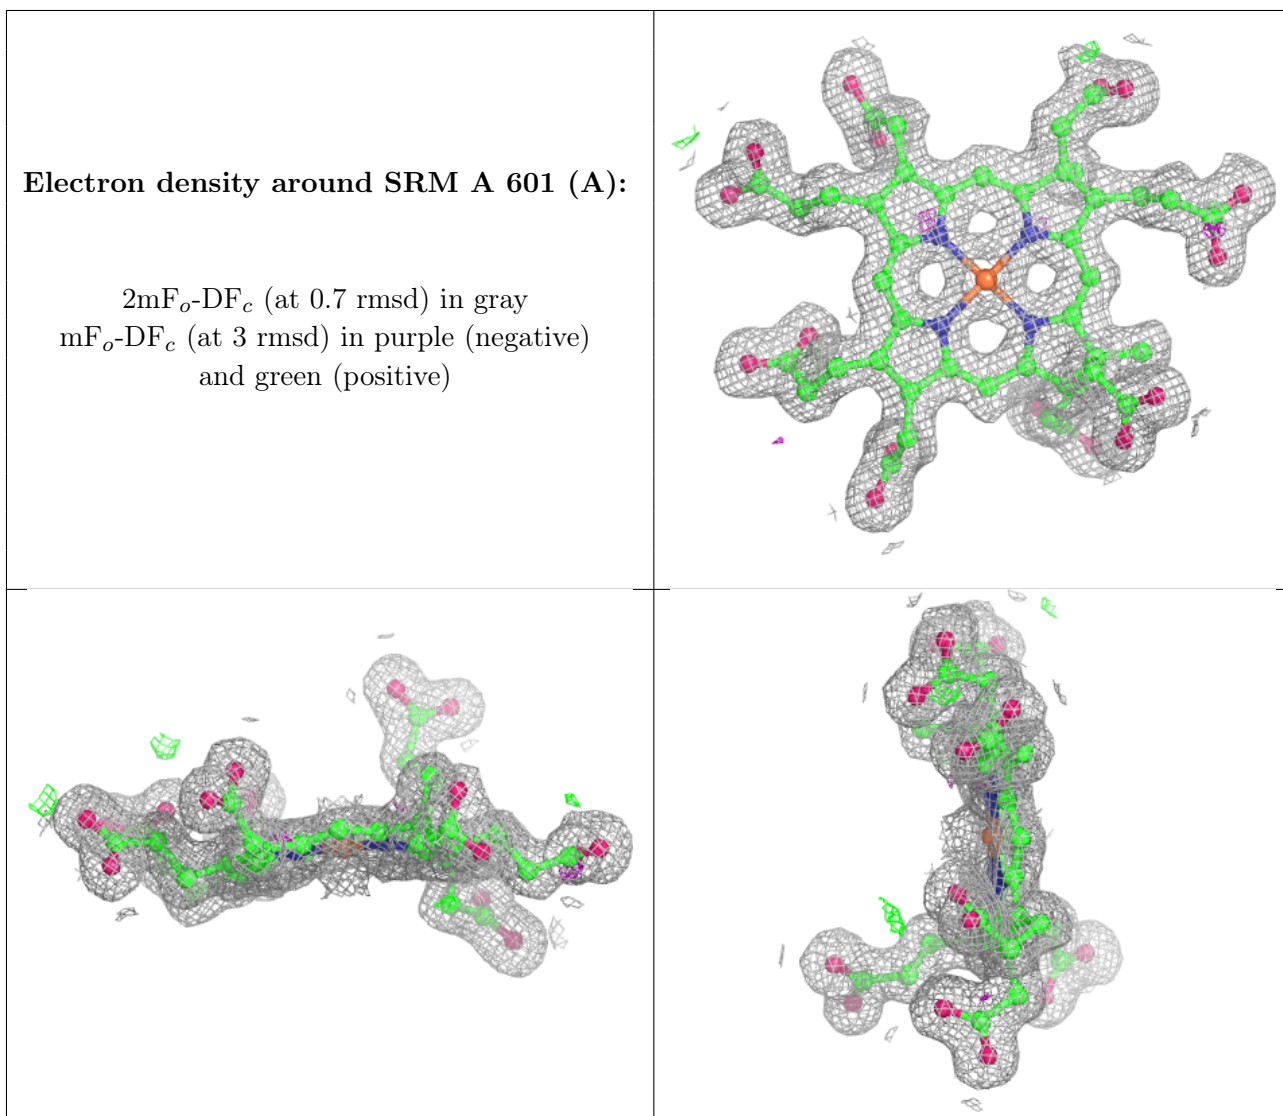 Electron density around SRM A 601 (A):
2mFo-DFc (at 0.7 rmsd) in gray
mFo-DFc (at 3 rmsd) in purple (negative)
and green (positive)